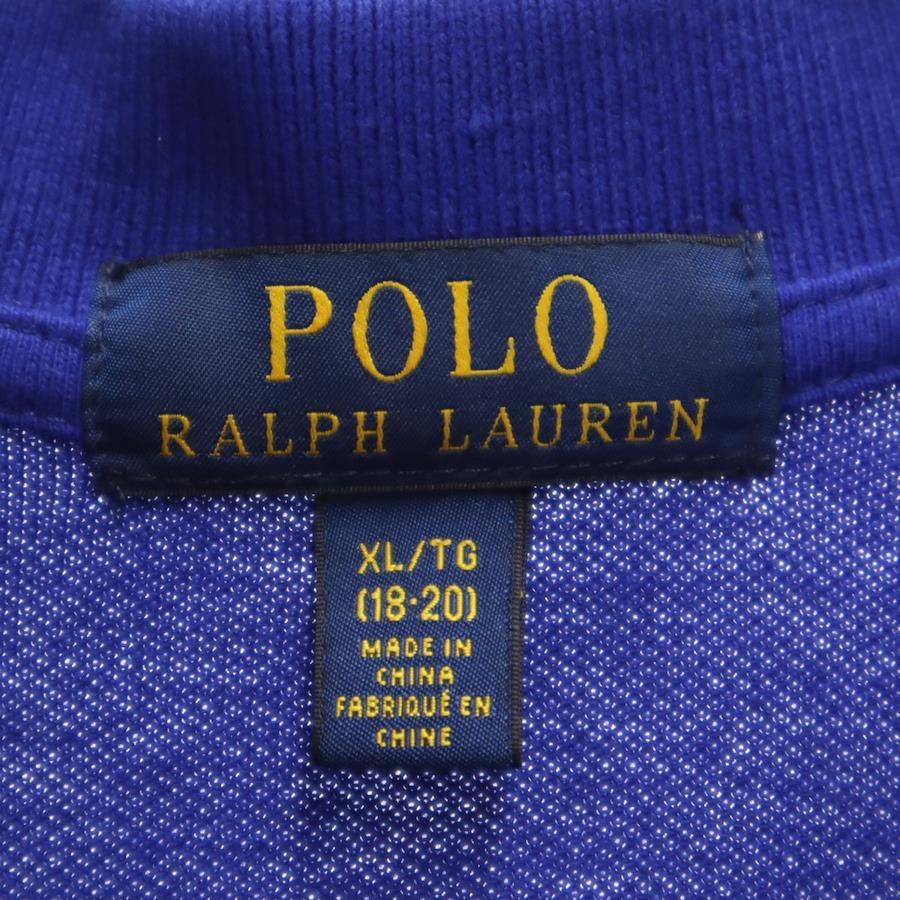 POLO
RALPH LAUREN
XL/TG
(18·20)
MADE IN
CHINA
FABRIQUÉ EN
CHINE